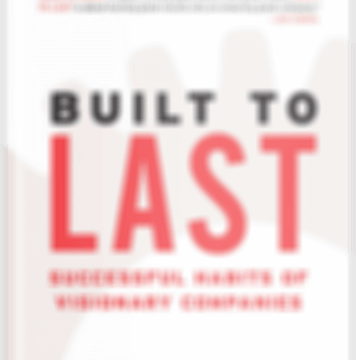 BUILT TO
LAST
SUCCESSFUL HABITS OF
VISIONARY COMPANIES